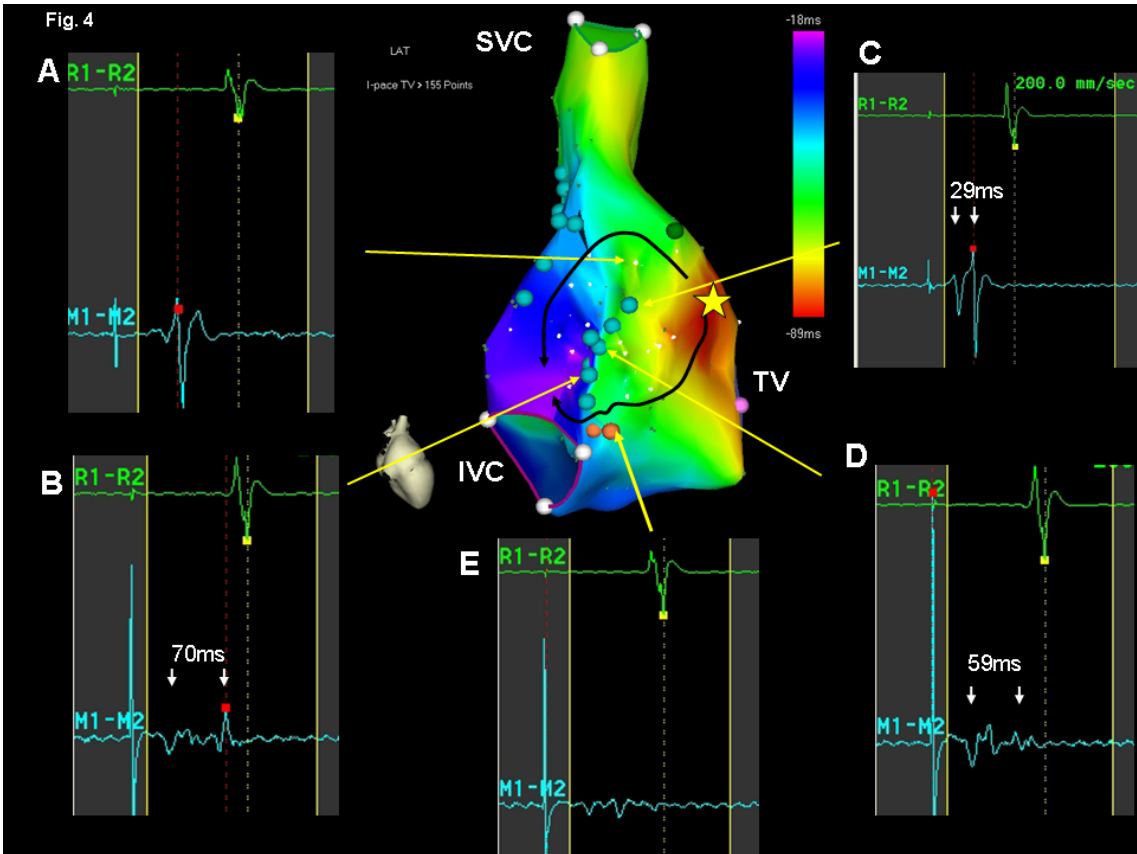 Fig. 4
A
R1-R2
M1-M2
LAT
I-pace TV > 155 Points
SVC
-18ms
-89ms
TV
IVC
C
200.0 mm/sec
R1-R2
29ms
M1-M2
B
R1-R2
70ms
M1-M2
E
R1-R2
M1-M2
D
R1-R2
59ms
M1-M2